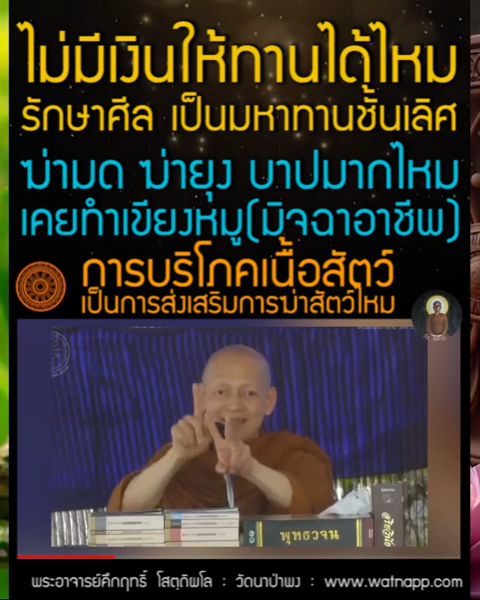 ไม่มีเงินให้ทานได้ไหม
รักษาศีล เป็นมหาทานชั้นเลิศ
ฆ่ามด ฆ่ายุง บาปมากไหม
เคยทำเขียงหมู(มิจฉาอาชีพ)
การบริโภคเนื้อสัตว์
เป็นการส่งเสริมการฆ่าสัตว์ไหม
พุทธวจน
พระอาจารย์คึกฤทธิ์ โสตฺถิผโล : วัดนาป่าพง : www.watnapp.com